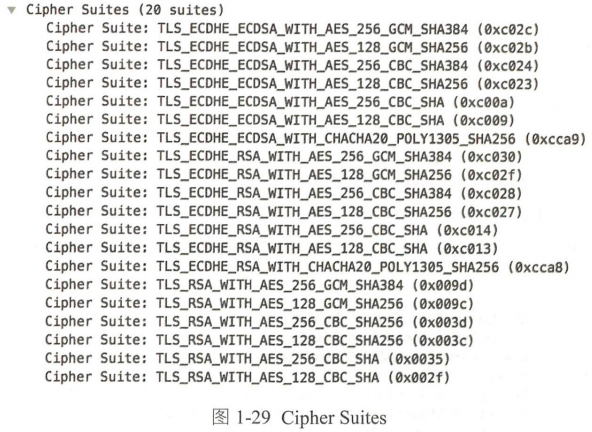 Cipher Suites (20 suites)
Cipher Suite: TLS_ECDHE_ECDSA_WITH_AES_256_GCM_SHA384 (0xc02c)
Cipher Suite: TLS_ECDHE_ECDSA_WITH_AES_128_GCM_SHA256 (0xc02b)
Cipher Suite: TLS_ECDHE_ECDSA_WITH_AES_256_CBC_SHA384 (0xc024)
Cipher Suite: TLS_ECDHE_ECDSA_WITH_AES_128_CBC_SHA256 (0xc023)
Cipher Suite: TLS_ECDHE_ECDSA_WITH_AES_256_CBC_SHA (0xc00a)
Cipher Suite: TLS_ECDHE_ECDSA_WITH_AES_128_CBC_SHA (0xc009)
Cipher Suite: TLS_ECDHE_ECDSA_WITH_CHACHA20_POLY1305_SHA256 (0xcca9)
Cipher Suite: TLS_ECDHE_RSA_WITH_AES_256_GCM_SHA384 (0xc030)
Cipher Suite: TLS_ECDHE_RSA_WITH_AES_128_GCM_SHA256 (0xc02f)
Cipher Suite: TLS_ECDHE_RSA_WITH_AES_256_CBC_SHA384 (0xc028)
Cipher Suite: TLS_ECDHE_RSA_WITH_AES_128_CBC_SHA256 (0xc027)
Cipher Suite: TLS_ECDHE_RSA_WITH_AES_256_CBC_SHA (0xc014)
Cipher Suite: TLS_ECDHE_RSA_WITH_AES_128_CBC_SHA (0xc013)
Cipher Suite: TLS_ECDHE_RSA_WITH_CHACHA20_POLY1305_SHA256 (0xcca8)
Cipher Suite: TLS_RSA_WITH_AES_256_GCM_SHA384 (0x009d)
Cipher Suite: TLS_RSA_WITH_AES_128_GCM_SHA256 (0x009c)
Cipher Suite: TLS_RSA_WITH_AES_256_CBC_SHA256 (0x003d)
Cipher Suite: TLS_RSA_WITH_AES_128_CBC_SHA256 (0x003c)
Cipher Suite: TLS_RSA_WITH_AES_256_CBC_SHA (0x0035)
Cipher Suite: TLS_RSA_WITH_AES_128_CBC_SHA (0x002f)
图 1-29 Cipher Suites